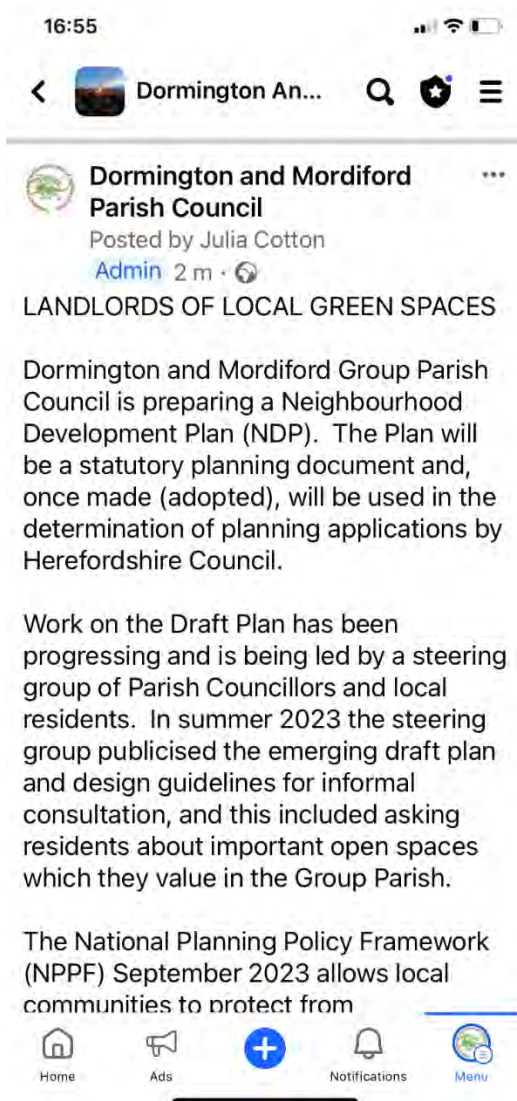 16:55
Dormington An...
Dormington and Mordiford
Parish Council
Posted by Julia Cotton
Admin 2 m ·
LANDLORDS OF LOCAL GREEN SPACES
Dormington and Mordiford Group Parish
Council is preparing a Neighbourhood
Development Plan (NDP). The Plan will
be a statutory planning document and,
once made (adopted), will be used in the
determination of planning applications by
Herefordshire Council.
Work on the Draft Plan has been
progressing and is being led by a steering
group of Parish Councillors and local
residents. In summer 2023 the steering
group publicised the emerging draft plan
and design guidelines for informal
consultation, and this included asking
residents about important open spaces
which they value in the Group Parish.
The National Planning Policy Framework
(NPPF) September 2023 allows local
communities to protect from
Home
Ads
Notifications
Menu